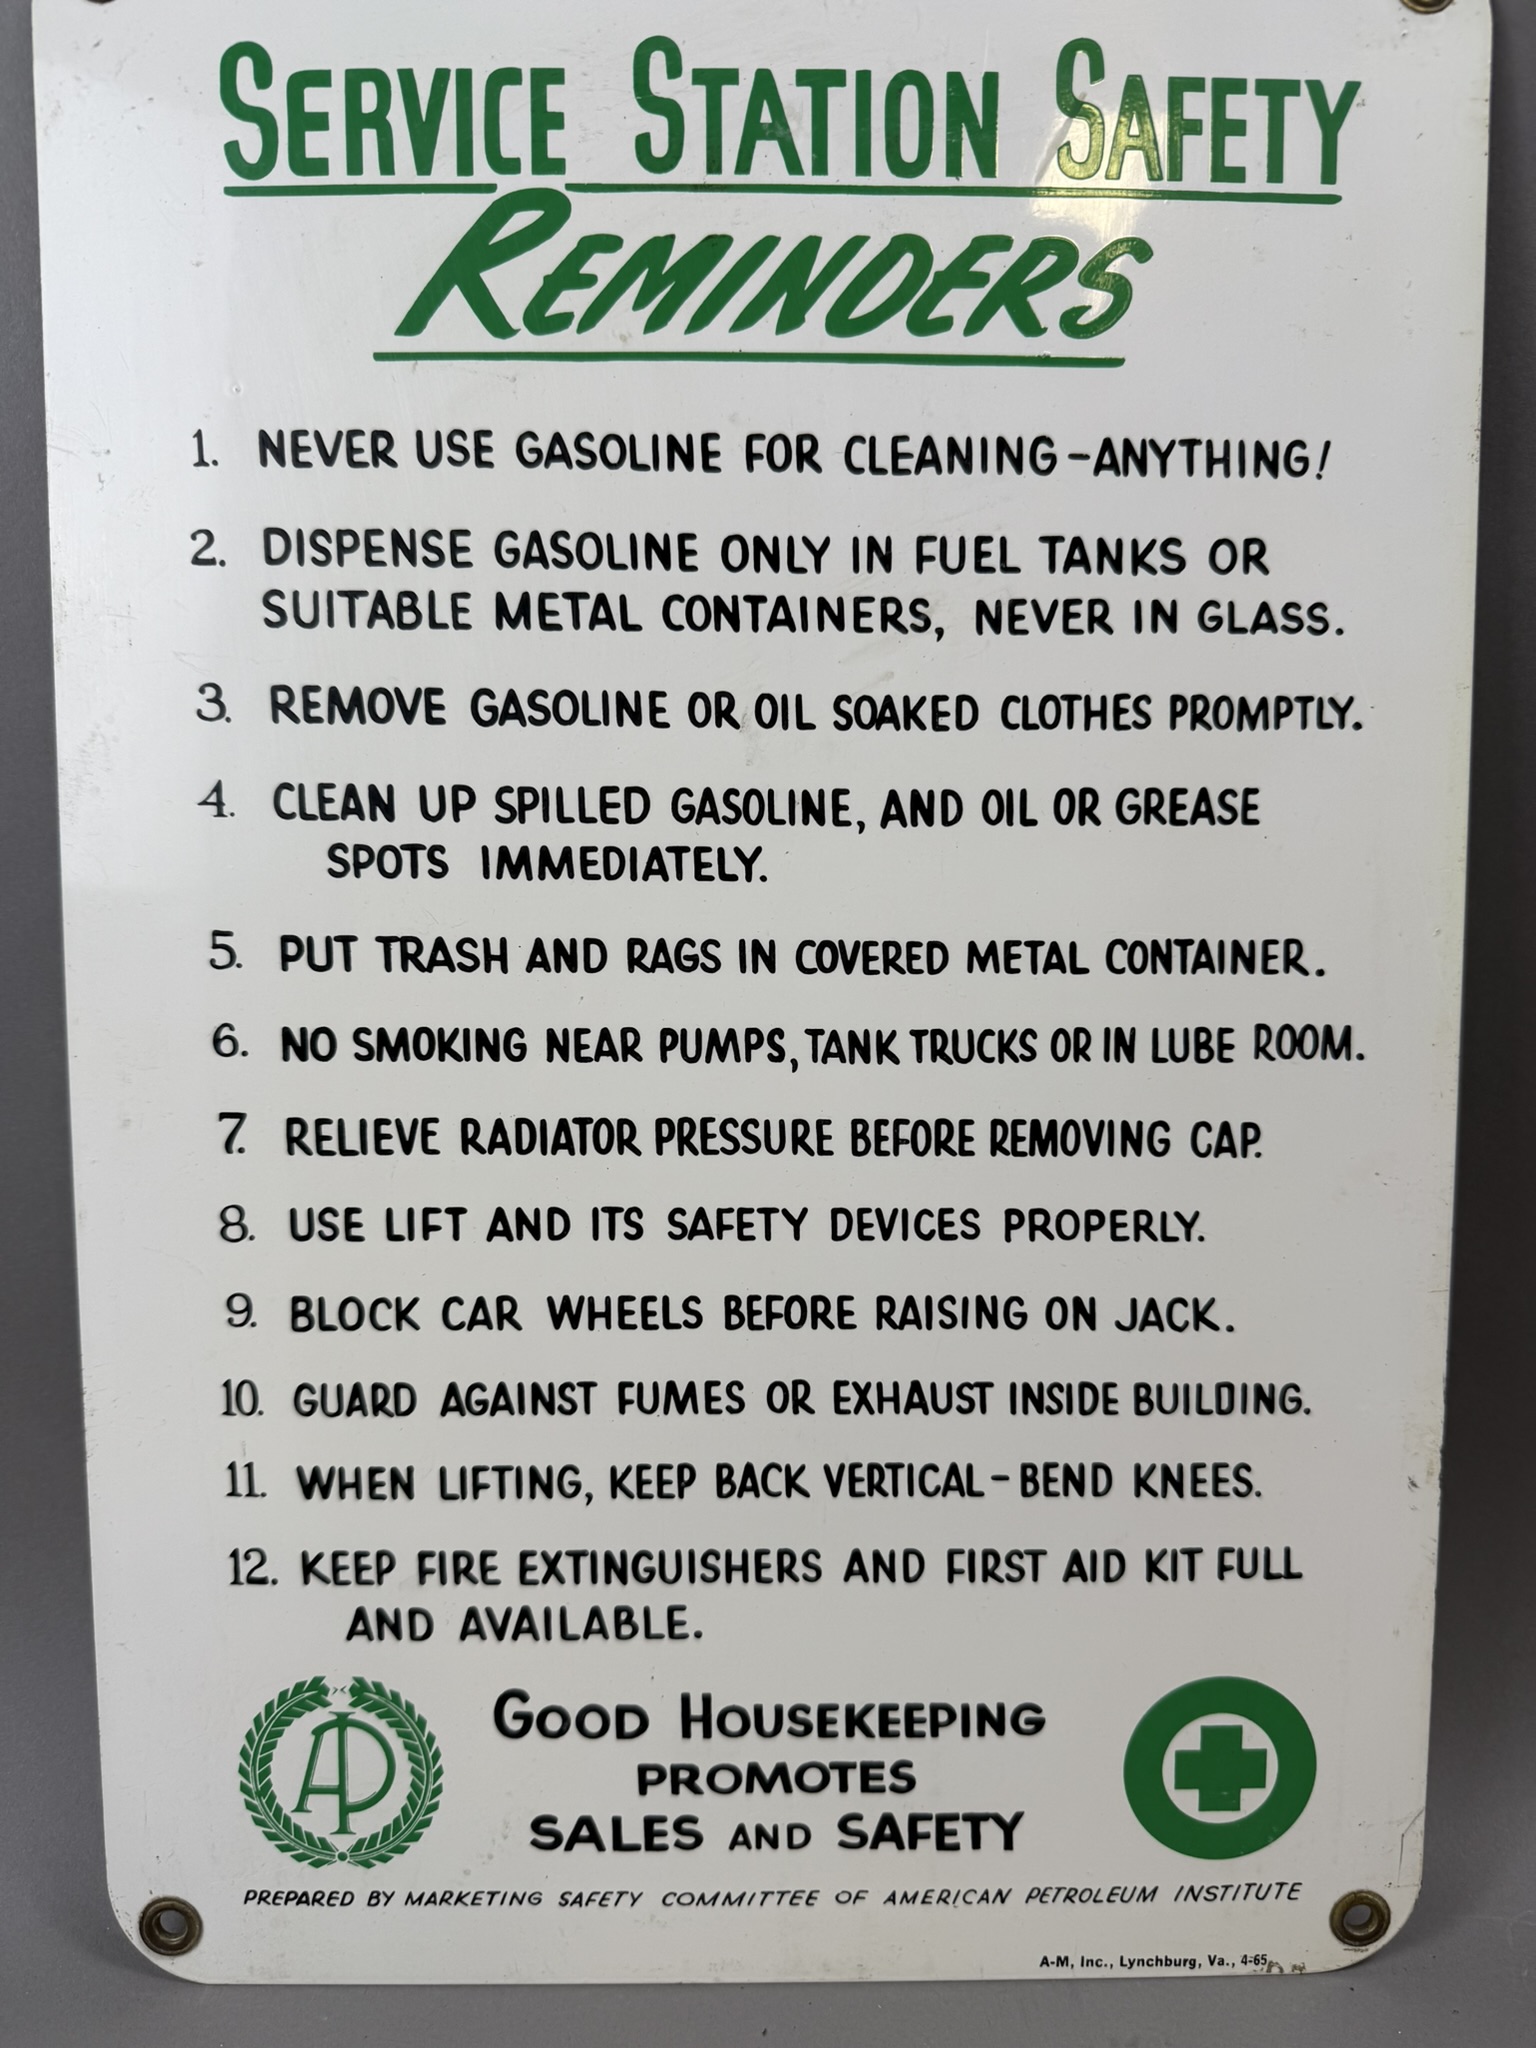 SERVICE STATION SAFETY
REMINDERS
1. NEVER USE GASOLINE FOR CLEANING-ANYTHING!
2. DISPENSE GASOLINE ONLY IN FUEL TANKS OR
SUITABLE METAL CONTAINERS, NEVER IN GLASS.
3. REMOVE GASOLINE OR OIL SOAKED CLOTHES PROMPTLY.
4. CLEAN UP SPILLED GASOLINE, AND OIL OR GREASE
SPOTS IMMEDIATELY.
5. PUT TRASH AND RAGS IN COVERED METAL CONTAINER.
6. NO SMOKING NEAR PUMPS, TANK TRUCKS OR IN LUBE ROOM.
7. RELIEVE RADIATOR PRESSURE BEFORE REMOVING CAP.
8. USE LIFT AND ITS SAFETY DEVICES PROPERLY.
9. BLOCK CAR WHEELS BEFORE RAISING ON JACK.
10. GUARD AGAINST FUMES OR EXHAUST INSIDE BUILDING.
11. WHEN LIFTING, KEEP BACK VERTICAL-BEND KNEES.
12. KEEP FIRE EXTINGUISHERS AND FIRST AID KIT FULL
AND AVAILABLE.
API
GOOD HOUSEKEEPING
PROMOTES
SALES AND SAFETY
PREPARED BY MARKETING SAFETY COMMITTEE OF AMERICAN PETROLEUM INSTITUTE
A-M, Inc., Lynchburg, Va., 4-65